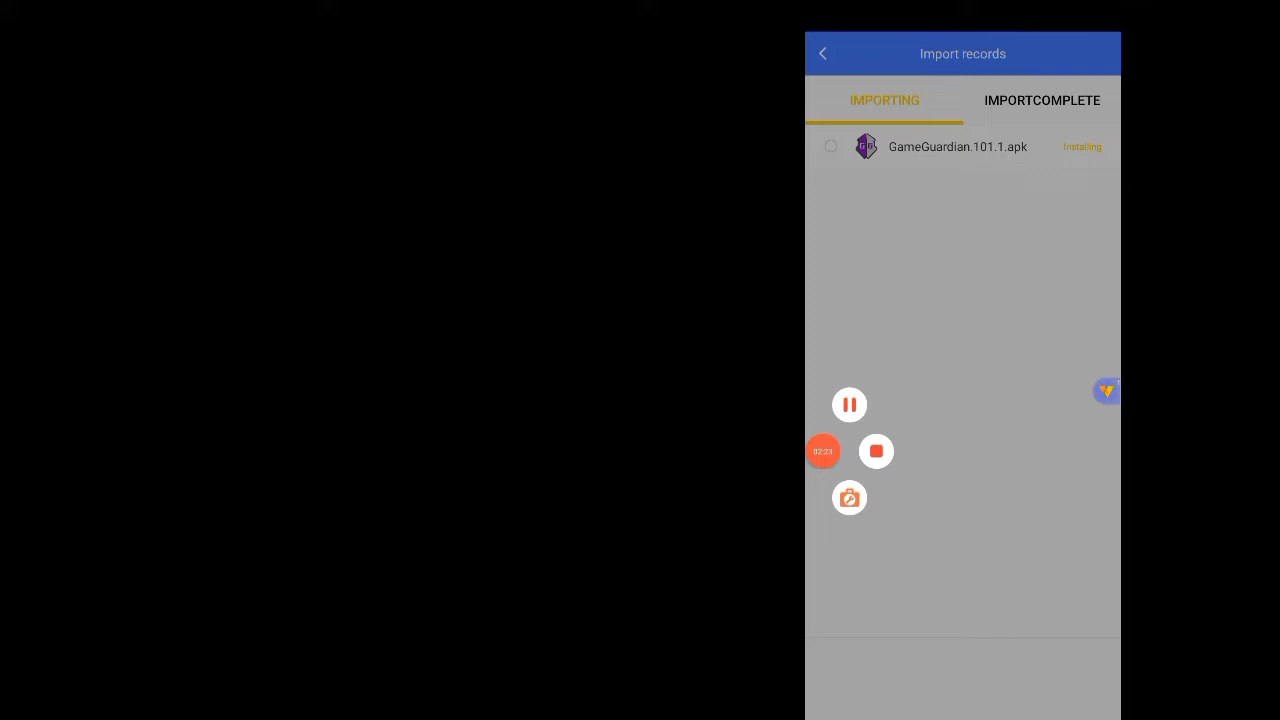 Import records
IMPORTING
IMPORTCOMPLETE
GameGuardian.101.1.apk
Installing
02:23